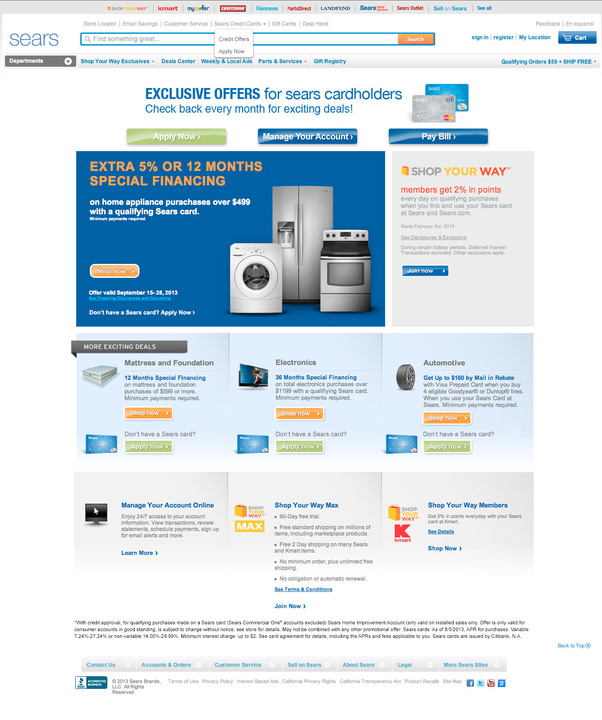 SHOP YOUR WAY
kmart
mygofer
CRAFTSMAN
Kenmore
PartsDirect
LANDS'END
Sears Outlet
Sell on Sears
See all
Store Locator | Email Savings | Customer Service | Sears Credit Cards | Gift Cards | Deal Heist
Feedback | En espanol
sears
Find something great...
Search
sign in | register
My Location
Cart
Credit Offers
Apply Now
Departments
Shop Your Way Exclusives
Deals Center
Weekly & Local Ads
Parts & Services
Gift Registry
Qualifying Orders $59 + SHIP FREE
EXCLUSIVE OFFERS for sears cardholders
Check back every month for exciting deals!
Apply Now ›
Manage Your Account ›
Pay Bill ›
EXTRA 5% OR 12 MONTHS
SPECIAL FINANCING
on home appliance purachases over $499
with a qualifying Sears card.
Minimum payments required.
Shop now ›
Offer valid September 15- 28, 2013
See Financing Disclosures and Exclusions
Don't have a Sears card? Apply Now ›
SHOP YOUR WAY
members get 2% in points
every day on qualifying purchases
when you link and use your Sears card
at Sears and Sears.com.
Starts February 3rd, 2013
See Disclosures & Exclusions
During certain holiday periods, Deferred Interest
Transactions excluded. Other exclusions apply.
Join now ›
MORE EXCITING DEALS
Mattress and Foundation
12 Months Special Financing
on mattress and foundation
purchases of $599 or more.
Minimum payments required.
Shop now ›
Don't have a Sears card?
Apply now ›
Electronics
36 Months Special Financing
on total electronics purchases over
$1199 with a qualifying Sears card.
Minimum payments required.
Shop now ›
Don't have a Sears card?
Apply now ›
Automotive
Get Up to $160 by Mail in Rebate
with Visa Prepaid Card when you buy
4 eligible Goodyear® or Dunlop® tires.
When you use your Sears Card at
Sears. Minimum payments required.
Shop now ›
Don't have a Sears card?
Apply now ›
Manage Your Account Online
Enjoy 24/7 access to your account
information. View transactions, review
statements, schedule payments, sign up
for email alerts and more.
Learn More ›
SHOP
YOUR
WAY
MAX
Shop Your Way Max
• 90-Day free trial.
• Free standard shipping on millions of
items, including marketplace products
• Free 2 Day shipping on many Sears
and Kmart items.
• No minimum order, plus unlimited free
shipping.
• No obligation or automatic renewal.
See Terms & Conditions
Join Now ›
SHOP
YOUR
WAY
kmart
Shop Your Way Members
Get 5% in points everyday with your Sears
card at Kmart.
See Details
Shop Now ›
*With credit approval, for qualifying purchases made on a Sears card (Sears Commercial One® accounts excluded) Sears Home Improvement Account (sm) valid on installed sales only. Offer is only valid for
consumer accounts in good standing; is subject to change without notice; see store for details. May not be combined with any other promotional offer. Sears cards: As of 8/5/2013, APR for purchases: Variable
7.24%-27.24% or non-variable 14.00%-29.99%. Minimum interest charge: up to $2. See card agreement for details, including the APRs and fees applicable to you. Sears cards are issued by Citibank, N.A.
Back to Top
Contact Us
Accounts & Orders
Customer Service
Sell on Sears
About Sears
Legal
More Sears Sites
© 2013 Sears Brands,
LLC. All Rights
Reserved
Terms of Use
Privacy Policy
Interest Based Ads
California Privacy Rights
California Transparency Act
Product Recalls
Site Map